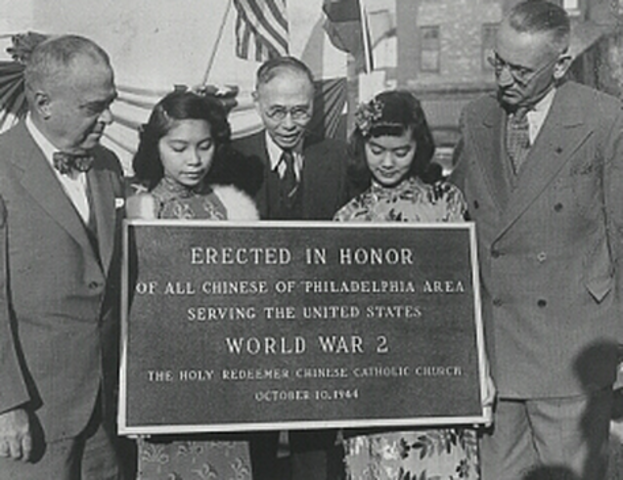 ERECTED IN HONOR
OF ALL CHINESE OF PHILADELPHIA AREA
SERVING THE UNITED STATES
WORLD WAR 2
THE HOLY REDEEMER CHINESE CATHOLIC CHURCH
OCTOBER 10, 1944